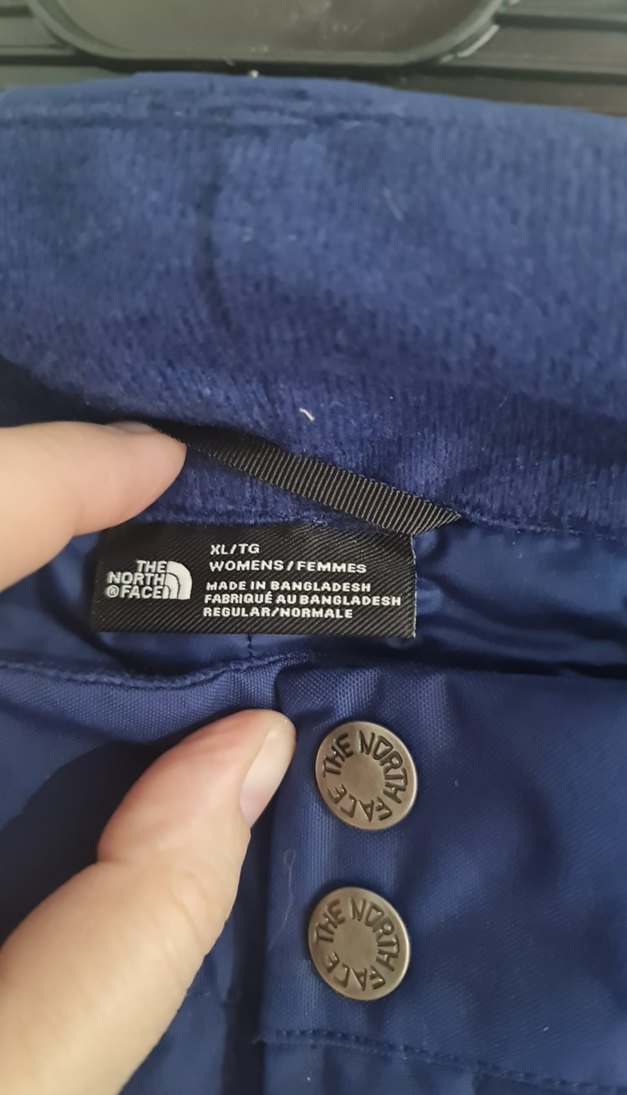 THE
NORTH
®FACE
XL/TG
WOMENS/FEMMES
MADE IN BANGLADESH
FABRIQUÉ AU BANGLADESH
REGULAR/NORMALE
THE NORTH FACE
THE NORTH FACE